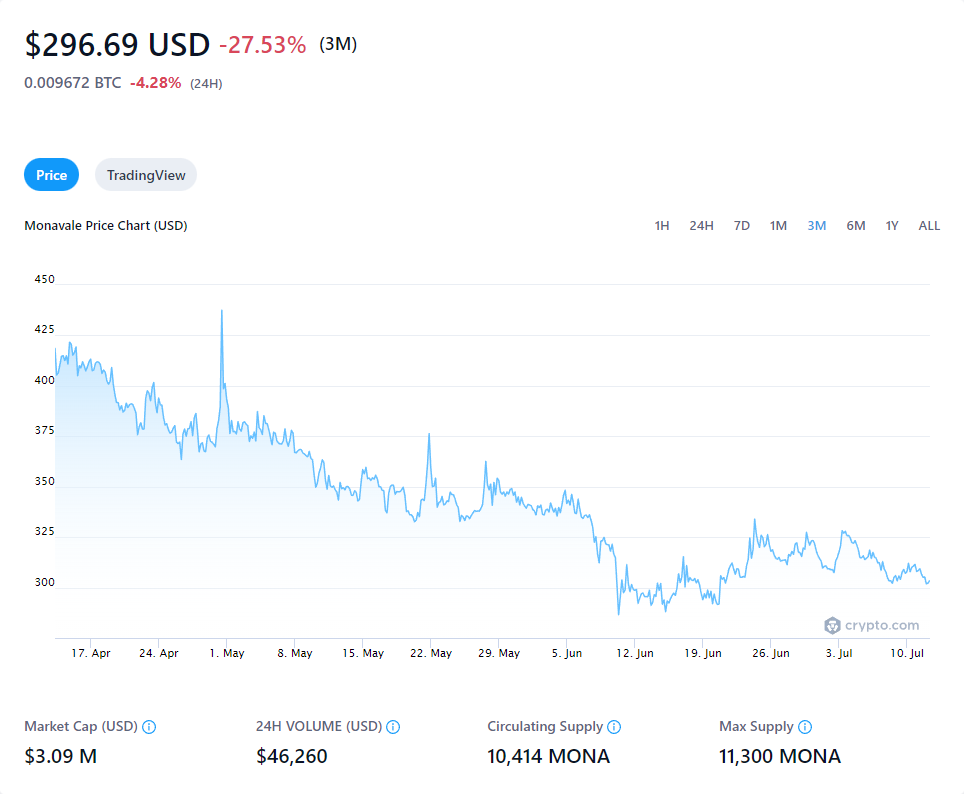 $296.69 USD -27.53% (3M)
0.009672 BTC -4.28% (24H)
Price TradingView
Monavale Price Chart (USD) 1H 24H 7D 1M 3M 6M 1Y ALL
450
425
400
375
350
325
300
crypto.com
17. Apr 24. Apr 1. May 8. May 15. May 22. May 29. May 5. Jun 12. Jun 19. Jun 26. Jun 3. Jul 10. Jul
Market Cap (USD) 24H VOLUME (USD) Circulating Supply Max Supply
$3.09 M $46,260 10,414 MONA 11,300 MONA